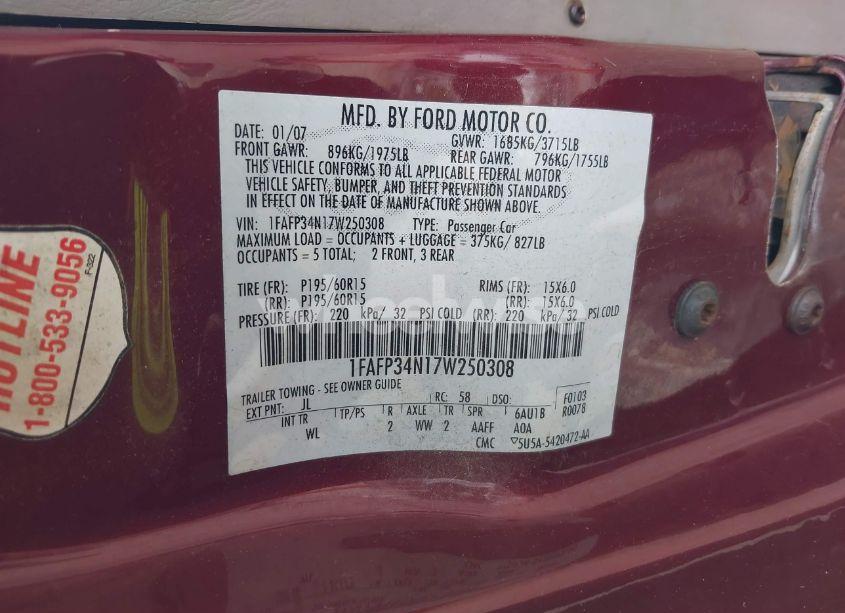 MFD. BY FORD MOTOR CO.
DATE: 01/07 GVWR: 1685KG/3715LB
FRONT GAWR: 896KG/1975LB REAR GAWR: 796KG/1755LB
THIS VEHICLE CONFORMS TO ALL APPLICABLE FEDERAL MOTOR
VEHICLE SAFETY, BUMPER, AND THEFT PREVENTION STANDARDS
IN EFFECT ON THE DATE OF MANUFACTURE SHOWN ABOVE.
VIN: 1FAFP34N17W250308 TYPE: Passenger Car
MAXIMUM LOAD = OCCUPANTS + LUGGAGE = 375KG/ 827LB
OCCUPANTS = 5 TOTAL; 2 FRONT, 3 REAR
TIRE (FR): P195/60R15 RIMS (FR): 15X6.0
(RR): P195/60R15 (RR): 15X6.0
PRESSURE (FR): 220 kPa/ 32 PSI COLD (RR): 220 kPa/ 32 PSI COLD
1FAFP34N17W250308
TRAILER TOWING - SEE OWNER GUIDE
EXT PNT: JL RC: 58 DSO: F0103
INT TR TP/PS R AXLE TR SPR 6AU1B R0078
WL 2 WW 2 AAFF A0A
CMC ▽5U5A-5420472-AA
HOTLINE
1-800-533-9056
F-322